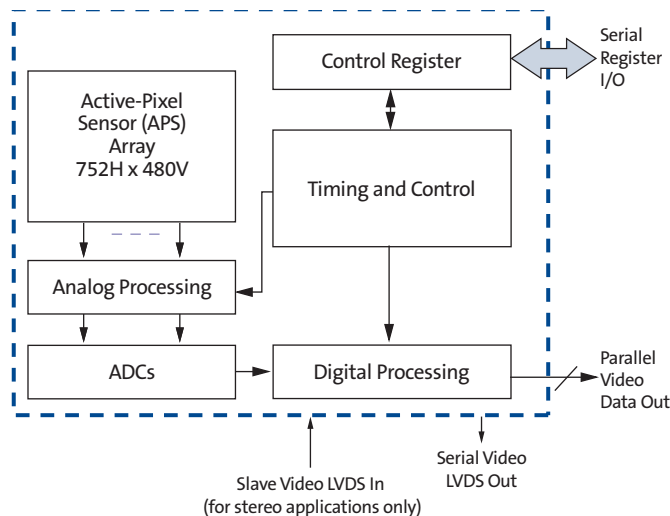 Control Register
Serial
Register
I/O
Active-Pixel
Sensor (APS)
Array
752H x 480V
Timing and Control
Analog Processing
ADCs
Digital Processing
Parallel
Video
Data Out
Slave Video LVDS In
(for stereo applications only)
Serial Video
LVDS Out